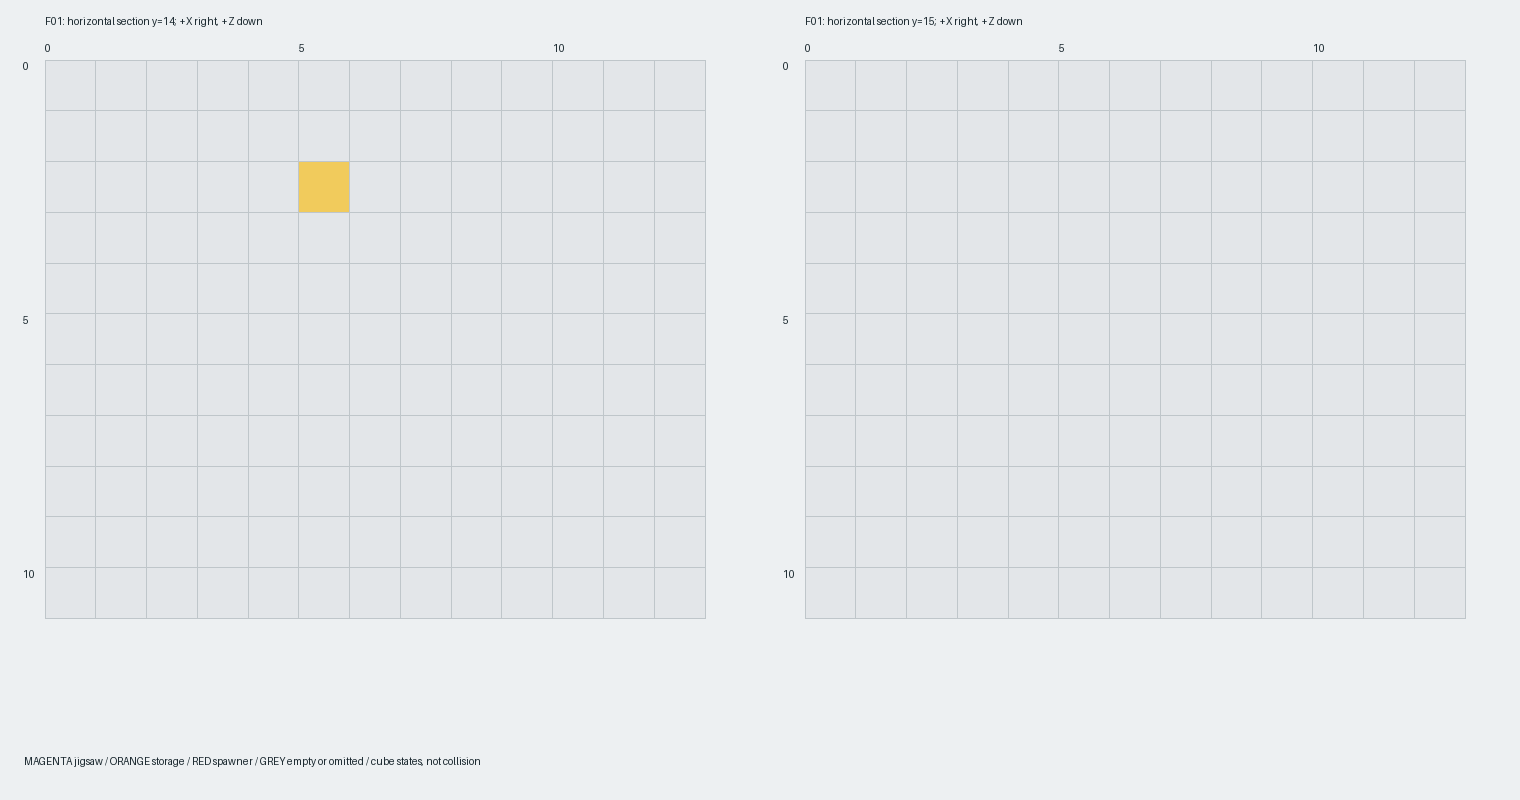 F01: horizontal section y=14; +X right, +Z down
0 5 10
0
5
10
F01: horizontal section y=15; +X right, +Z down
0 5 10
0
5
10
MAGENTA jigsaw / ORANGE storage / RED spawner / GREY empty or omitted / cube states, not collision